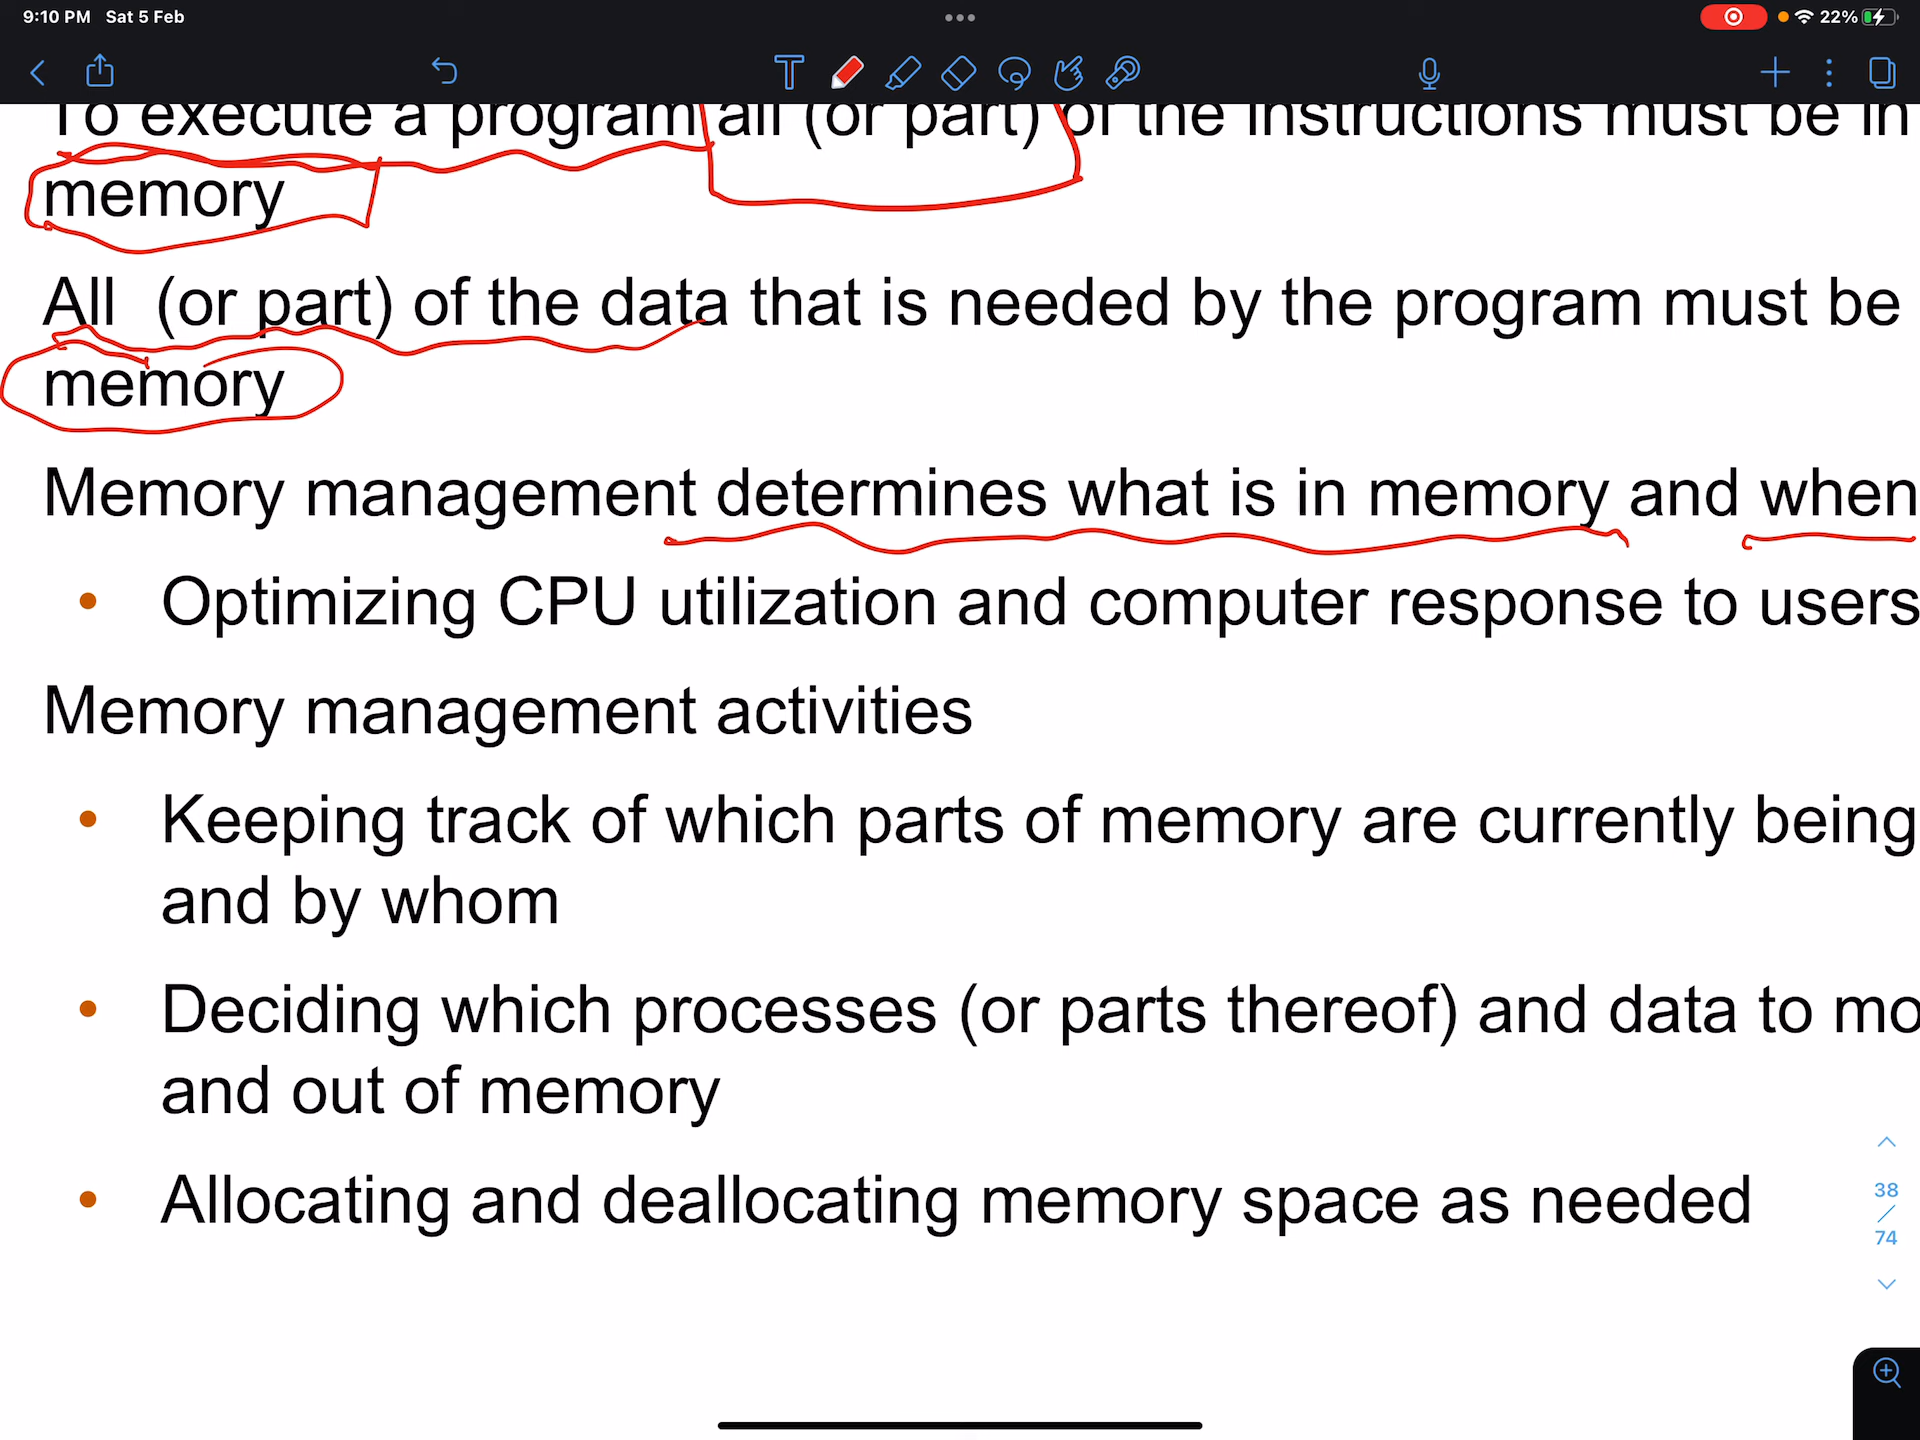 9:10 PM Sat 5 Feb
22%
To execute a program all (or part) of the instructions must be in
memory
All (or part) of the data that is needed by the program must be
memory
Memory management determines what is in memory and when
• Optimizing CPU utilization and computer response to users
Memory management activities
• Keeping track of which parts of memory are currently being
and by whom
• Deciding which processes (or parts thereof) and data to mo
and out of memory
• Allocating and deallocating memory space as needed
38
/
74